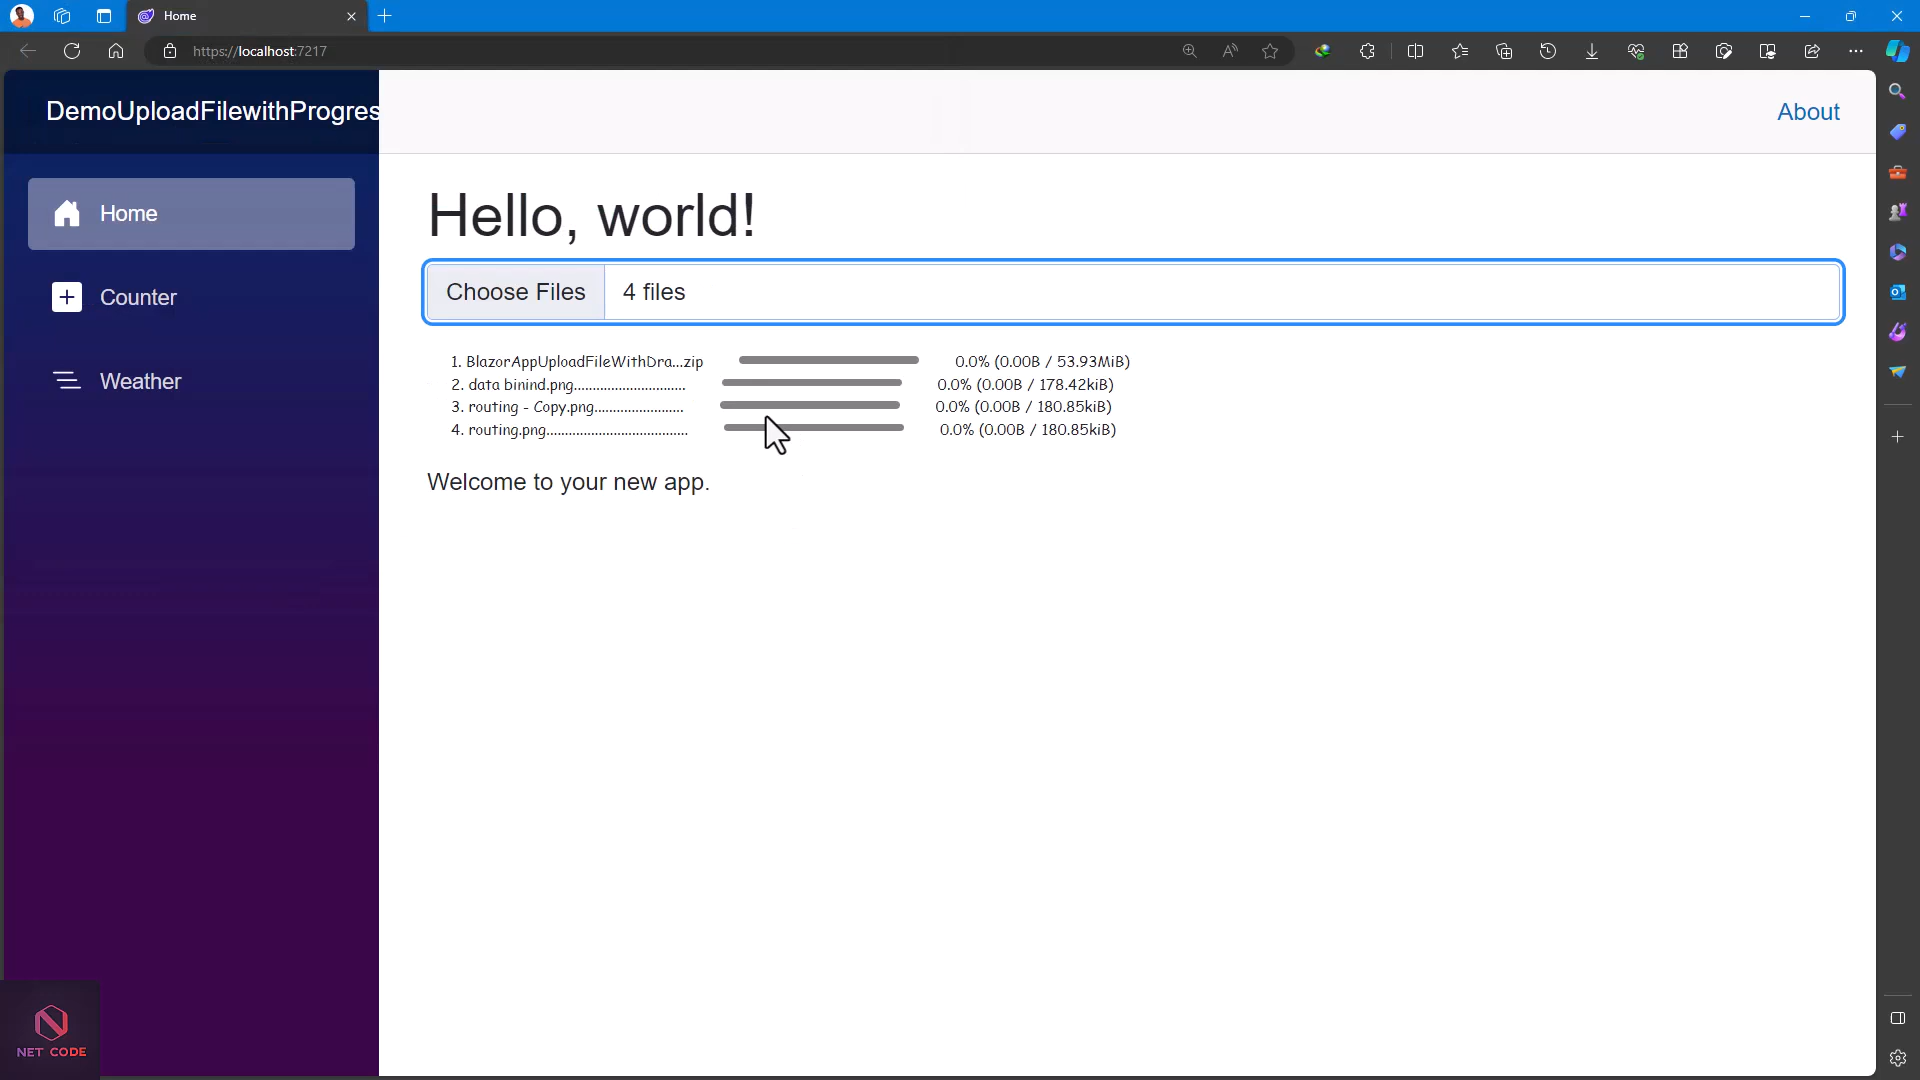 Home
https://localhost:7217
DemoUploadFilewithProgres
About
Home
Counter
Weather
Hello, world!
Choose Files 4 files
1. BlazorAppUploadFileWithDra...zip 0.0% (0.00B / 53.93MiB)
2. data binind.png............................ 0.0% (0.00B / 178.42kiB)
3. routing - Copy.png........................ 0.0% (0.00B / 180.85kiB)
4. routing.png.................................... 0.0% (0.00B / 180.85kiB)
Welcome to your new app.
NET CODE